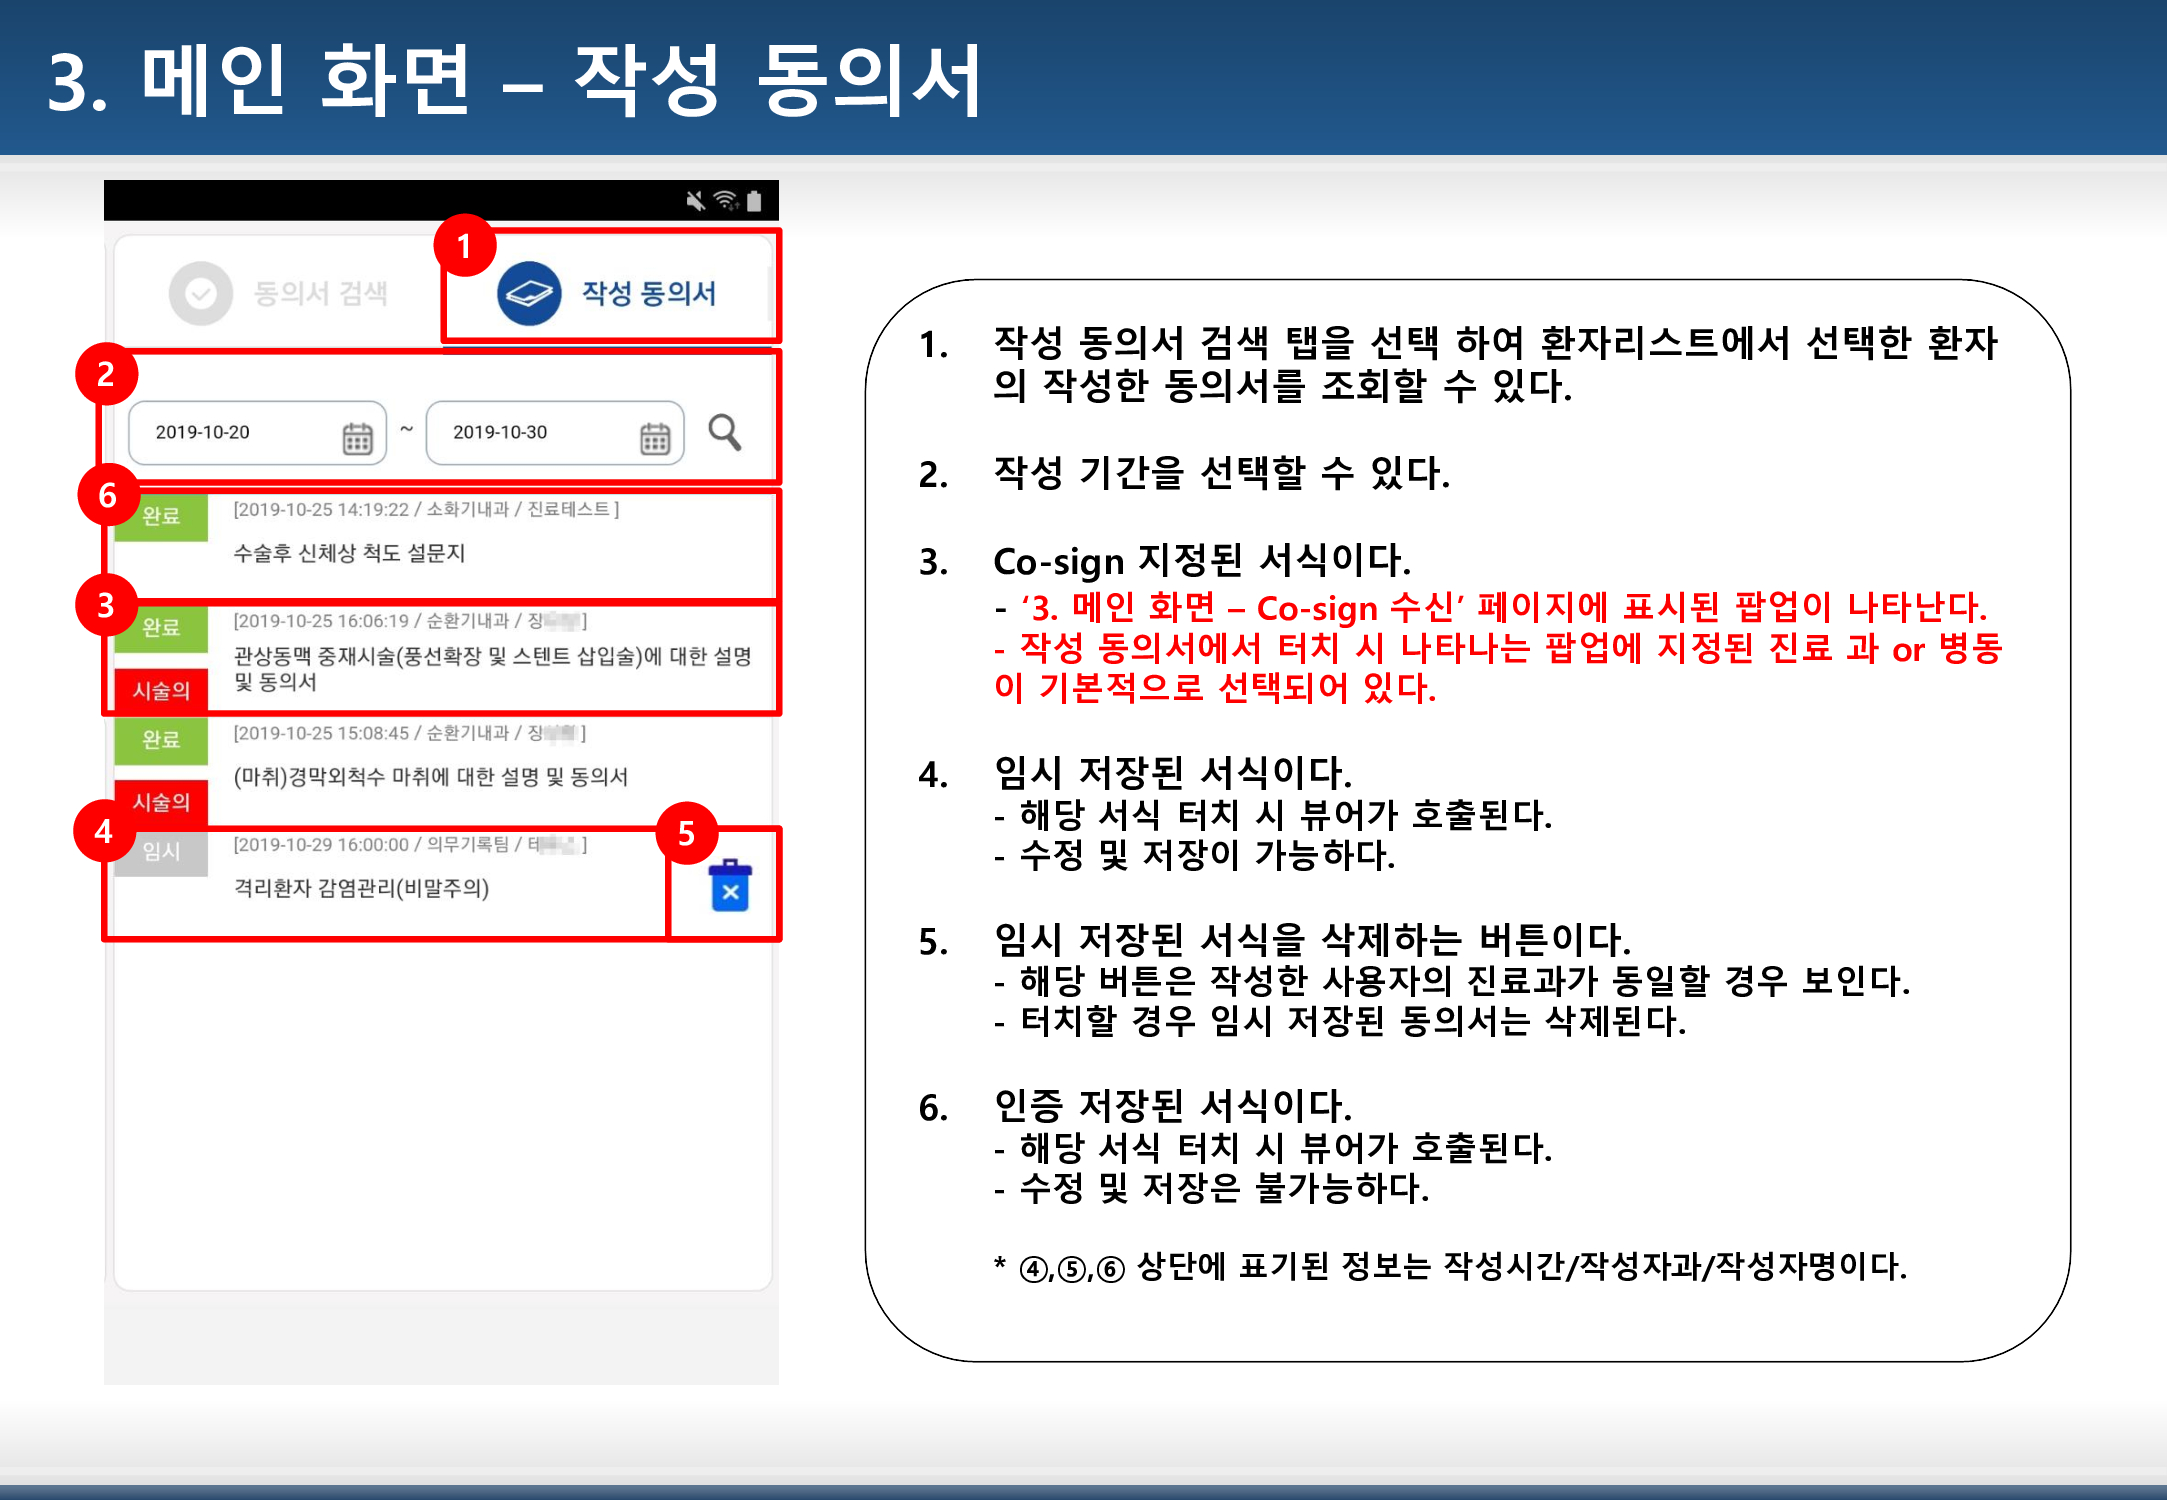 3. 메인 화면 – 작성 동의서
1
동의서 검색
작성 동의서
2
2019-10-20 ~ 2019-10-30
6
완료
[2019-10-25 14:19:22 / 소화기내과 / 진료테스트 ]
수술후 신체상 척도 설문지
3
완료
[2019-10-25 16:06:19 / 순환기내과 / 장 ]
관상동맥 중재시술(풍선확장 및 스텐트 삽입술)에 대한 설명
및 동의서
시술의
완료
[2019-10-25 15:08:45 / 순환기내과 / 장 ]
(마취)경막외척수 마취에 대한 설명 및 동의서
시술의
4
5
임시
[2019-10-29 16:00:00 / 의무기록팀 / ]
격리환자 감염관리(비말주의)
1. 작성 동의서 검색 탭을 선택 하여 환자리스트에서 선택한 환자
의 작성한 동의서를 조회할 수 있다.
2. 작성 기간을 선택할 수 있다.
3. Co-sign 지정된 서식이다.
- ‘3. 메인 화면 – Co-sign 수신’ 페이지에 표시된 팝업이 나타난다.
- 작성 동의서에서 터치 시 나타나는 팝업에 지정된 진료 과 or 병동
이 기본적으로 선택되어 있다.
4. 임시 저장된 서식이다.
- 해당 서식 터치 시 뷰어가 호출된다.
- 수정 및 저장이 가능하다.
5. 임시 저장된 서식을 삭제하는 버튼이다.
- 해당 버튼은 작성한 사용자의 진료과가 동일할 경우 보인다.
- 터치할 경우 임시 저장된 동의서는 삭제된다.
6. 인증 저장된 서식이다.
- 해당 서식 터치 시 뷰어가 호출된다.
- 수정 및 저장은 불가능하다.
* ④,⑤,⑥ 상단에 표기된 정보는 작성시간/작성자과/작성자명이다.